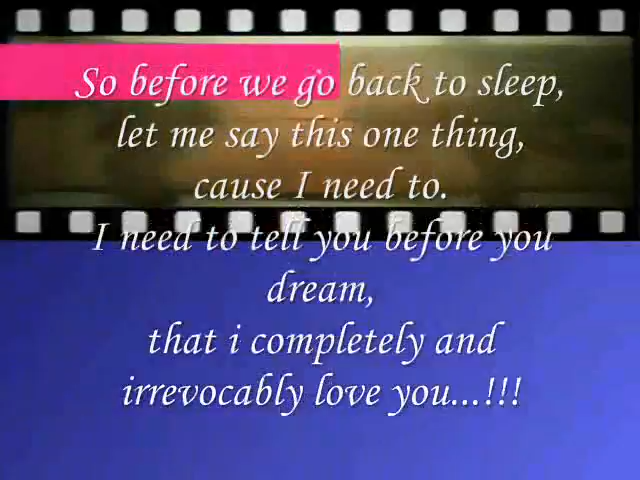 So before we go back to sleep,
let me say this one thing,
cause I need to.
I need to tell you before you
dream,
that i completely and
irrevocably love you...!!!